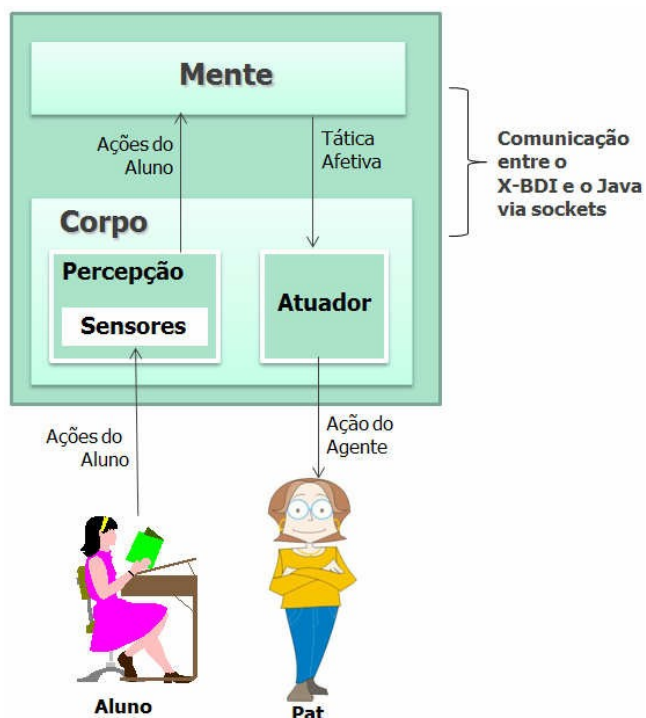 Mente
Ações do
Aluno
Tática
Afetiva
Comunicação
entre o
X-BDI e o Java
via sockets
Corpo
Percepção
Sensores
Atuador
Ações do
Aluno
Ação do
Agente
Aluno
Pat